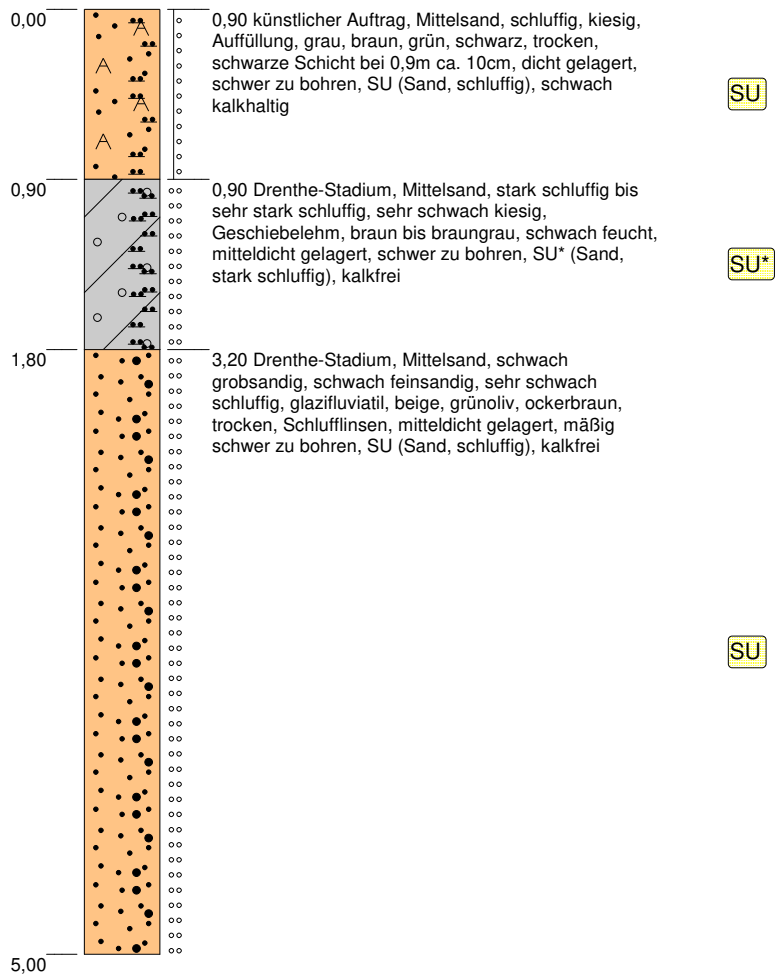 0,00
0,90 künstlicher Auftrag, Mittelsand, schluffig, kiesig,
Auffüllung, grau, braun, grün, schwarz, trocken,
schwarze Schicht bei 0,9m ca. 10cm, dicht gelagert,
schwer zu bohren, SU (Sand, schluffig), schwach
kalkhaltig
SU
0,90
0,90 Drenthe-Stadium, Mittelsand, stark schluffig bis
sehr stark schluffig, sehr schwach kiesig,
Geschiebelehm, braun bis braungrau, schwach feucht,
mitteldicht gelagert, schwer zu bohren, SU* (Sand,
stark schluffig), kalkfrei
SU*
1,80
3,20 Drenthe-Stadium, Mittelsand, schwach
grobsandig, schwach feinsandig, sehr schwach
schluffig, glazifluviatil, beige, grünoliv, ockerbraun,
trocken, Schlufflinsen, mitteldicht gelagert, mäßig
schwer zu bohren, SU (Sand, schluffig), kalkfrei
SU
5,00